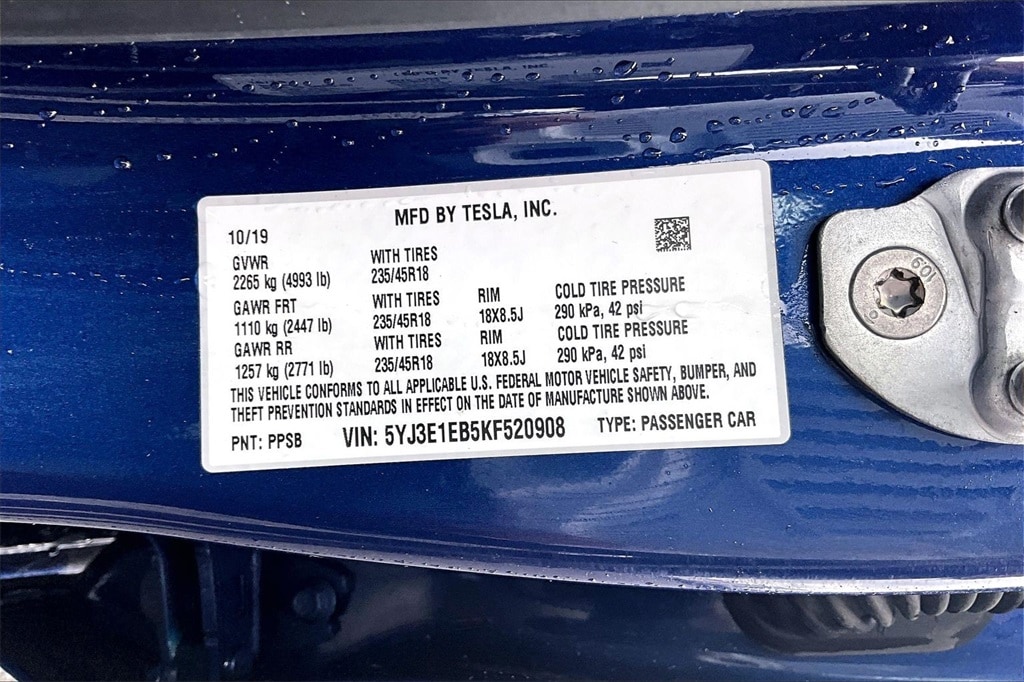 MFD BY TESLA, INC.
10/19
GVWR WITH TIRES
2265 kg (4993 lb) 235/45R18
GAWR FRT WITH TIRES RIM COLD TIRE PRESSURE
1110 kg (2447 lb) 235/45R18 18X8.5J 290 kPa, 42 psi
GAWR RR WITH TIRES RIM COLD TIRE PRESSURE
1257 kg (2771 lb) 235/45R18 18X8.5J 290 kPa, 42 psi
THIS VEHICLE CONFORMS TO ALL APPLICABLE U.S. FEDERAL MOTOR VEHICLE SAFETY, BUMPER, AND
THEFT PREVENTION STANDARDS IN EFFECT ON THE DATE OF MANUFACTURE SHOWN ABOVE.
PNT: PPSB VIN: 5YJ3E1EB5KF520908 TYPE: PASSENGER CAR
10.9